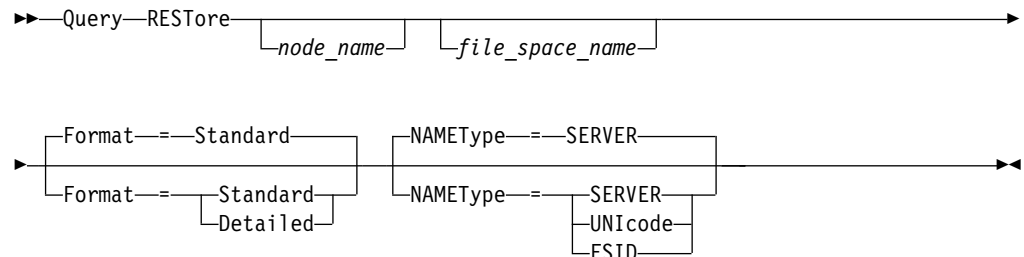 Query RESTore
node_name file_space_name
Format = Standard NAMEType = SERVER
Format = Standard NAMEType = SERVER
Detailed UNIcode
FSID